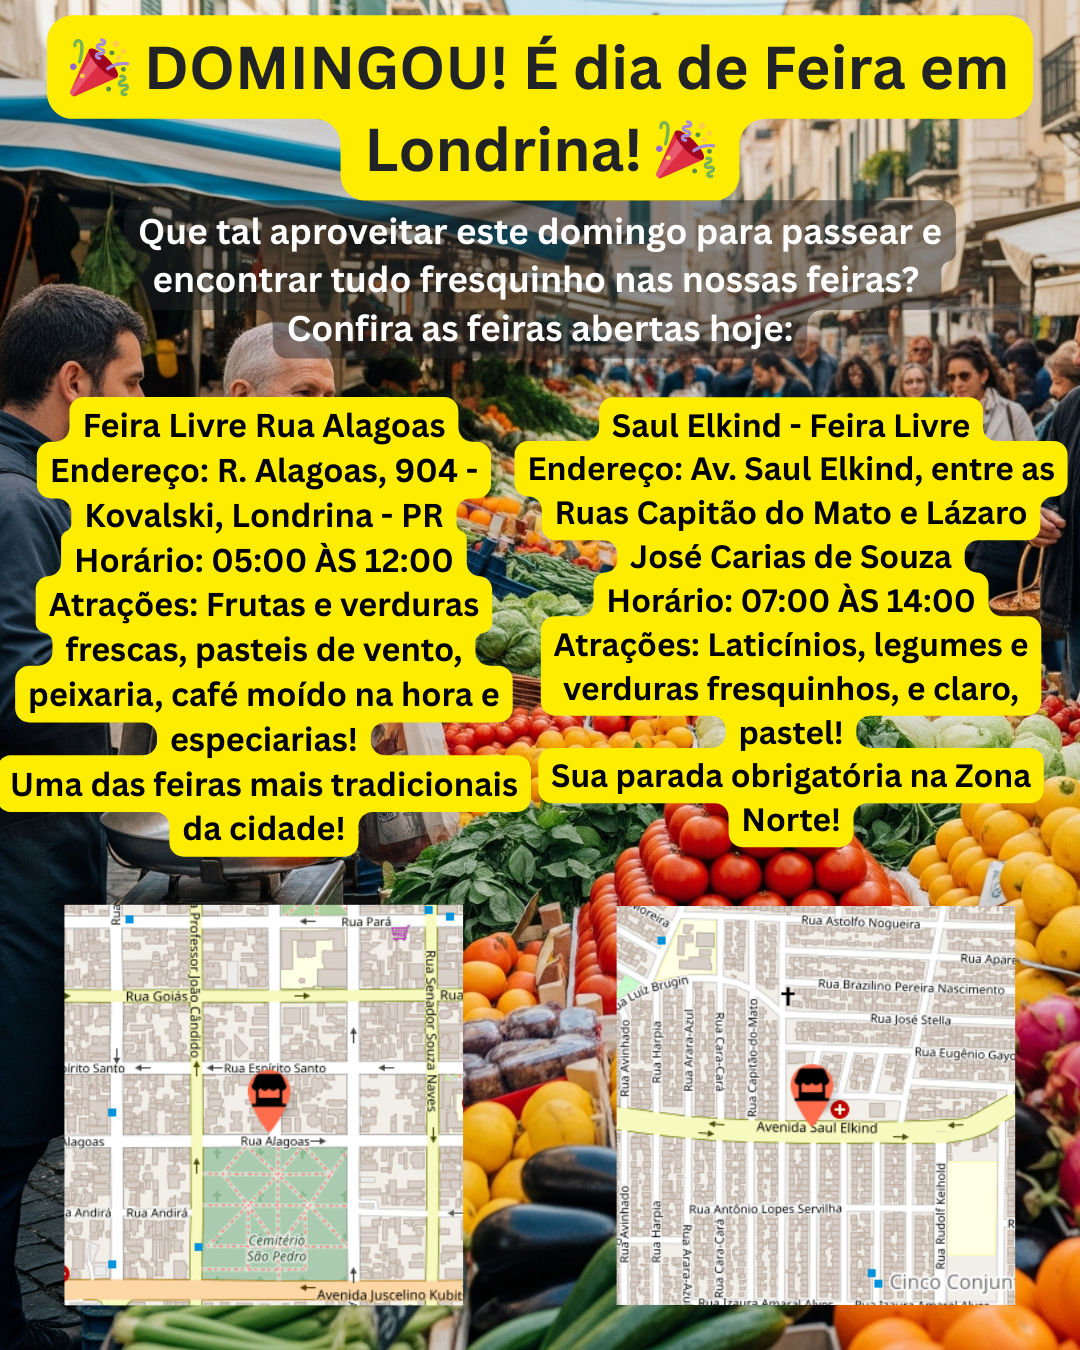 🎉 DOMINGOU! É dia de Feira em
Londrina! 🎉
Que tal aproveitar este domingo para passear e
encontrar tudo fresquinho nas nossas feiras?
Confira as feiras abertas hoje:
Feira Livre Rua Alagoas
Endereço: R. Alagoas, 904 -
Kovalski, Londrina - PR
Horário: 05:00 ÀS 12:00
Atrações: Frutas e verduras
frescas, pasteis de vento,
peixaria, café moído na hora e
especiarias!
Uma das feiras mais tradicionais
da cidade!
Saul Elkind - Feira Livre
Endereço: Av. Saul Elkind, entre as
Ruas Capitão do Mato e Lázaro
José Carias de Souza
Horário: 07:00 ÀS 14:00
Atrações: Laticínios, legumes e
verduras fresquinhos, e claro,
pastel!
Sua parada obrigatória na Zona
Norte!
Rua
a Professor João Cândido
Rua Pará
Rua Senador Souza Naves
Rua Goiás
Rua
pírito Santo
Rua Espírito Santo
lagoas
Rua Alagoas
a Andirá
Rua Andirá
Cemitério
São Pedro
Avenida Juscelino Kubit
Moreira
Rua Astolfo Nogueira
Rua Apare
ua Luíz Brugin
Rua Brazilino Pereira Nascimento
Rua José Stella
Rua Eugênio Gayo
Rua Avinhado
Rua Harpia
Rua Arara-Azul
Rua Cara-Cará
Rua Capitão-do-Mato
Avenida Saul Elkind
Rua Antônio Lopes Servilha
Rua Avinhado
Rua Harpia
Rua Arara-Azu
Rua Cara-Cará
Rua Rudolf Keihold
R
Cinco Conjun
Rua Izaura Amaral Alves
Rua Izaura Amaral Alves